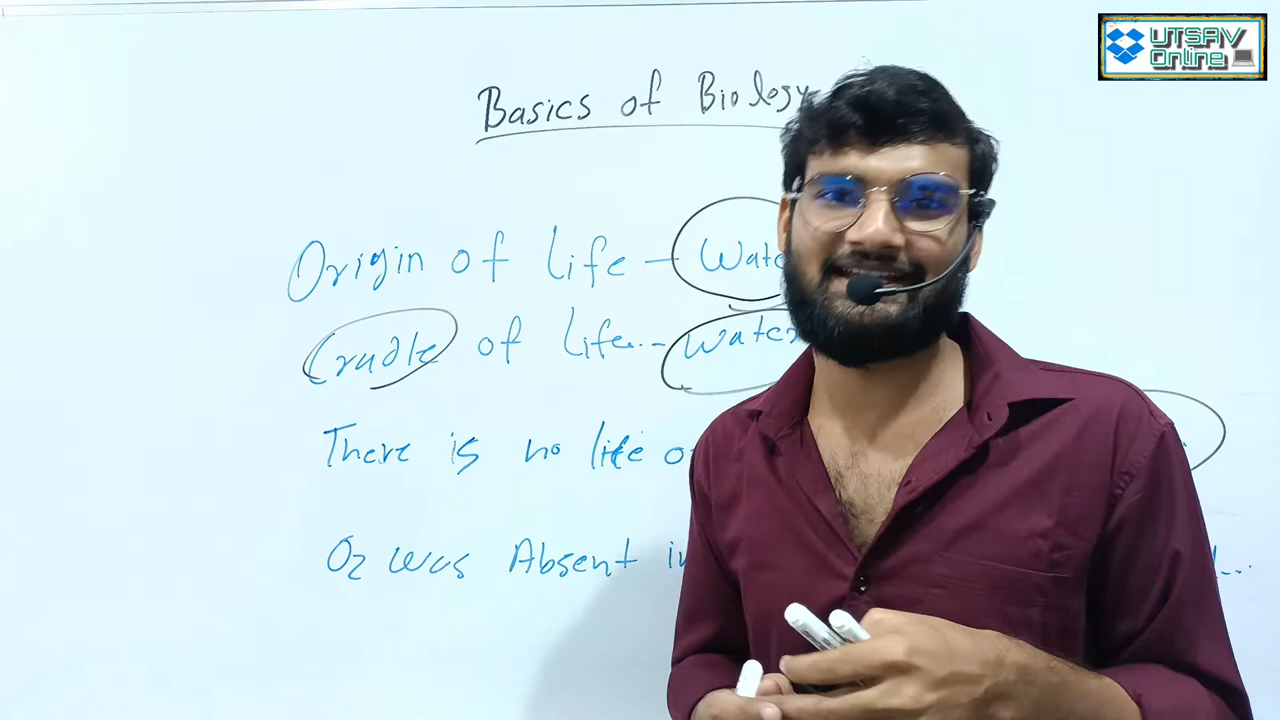 UTSAV
Online
Basics of Biology
Origin of life - Wate
Cradle of life..- Water
There is no life
O2 was Absent in